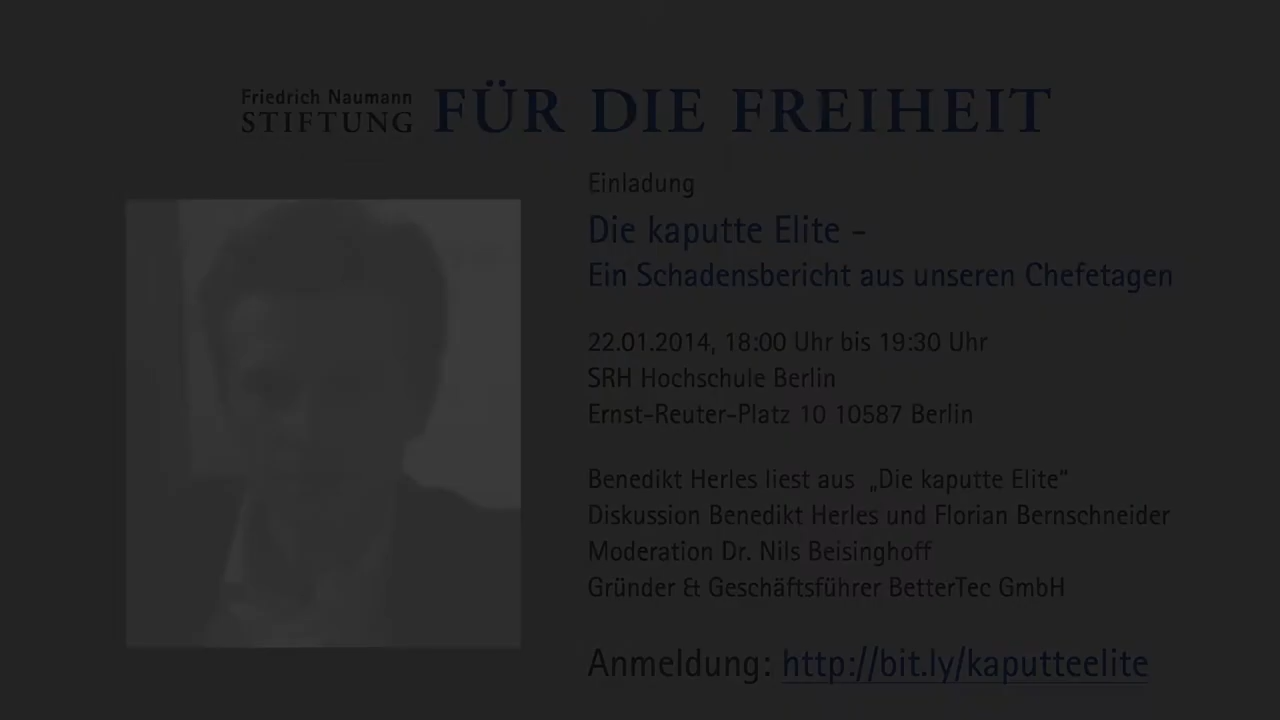 Friedrich Naumann
STIFTUNG FÜR DIE FREIHEIT
Einladung
Die kaputte Elite -
Ein Schadensbericht aus unseren Chefetagen
22.01.2014, 18:00 Uhr bis 19:30 Uhr
SRH Hochschule Berlin
Ernst-Reuter-Platz 10 10587 Berlin
Benedikt Herles liest aus „Die kaputte Elite“
Diskussion Benedikt Herles und Florian Bernschneider
Moderation Dr. Nils Beisinghoff
Gründer & Geschäftsführer BetterTec GmbH
Anmeldung: http://bit.ly/kaputteelite